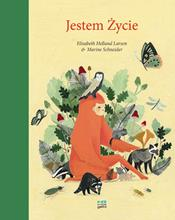 Jestem Życie
Elisabeth Helland Larsen
& Marine Schneider